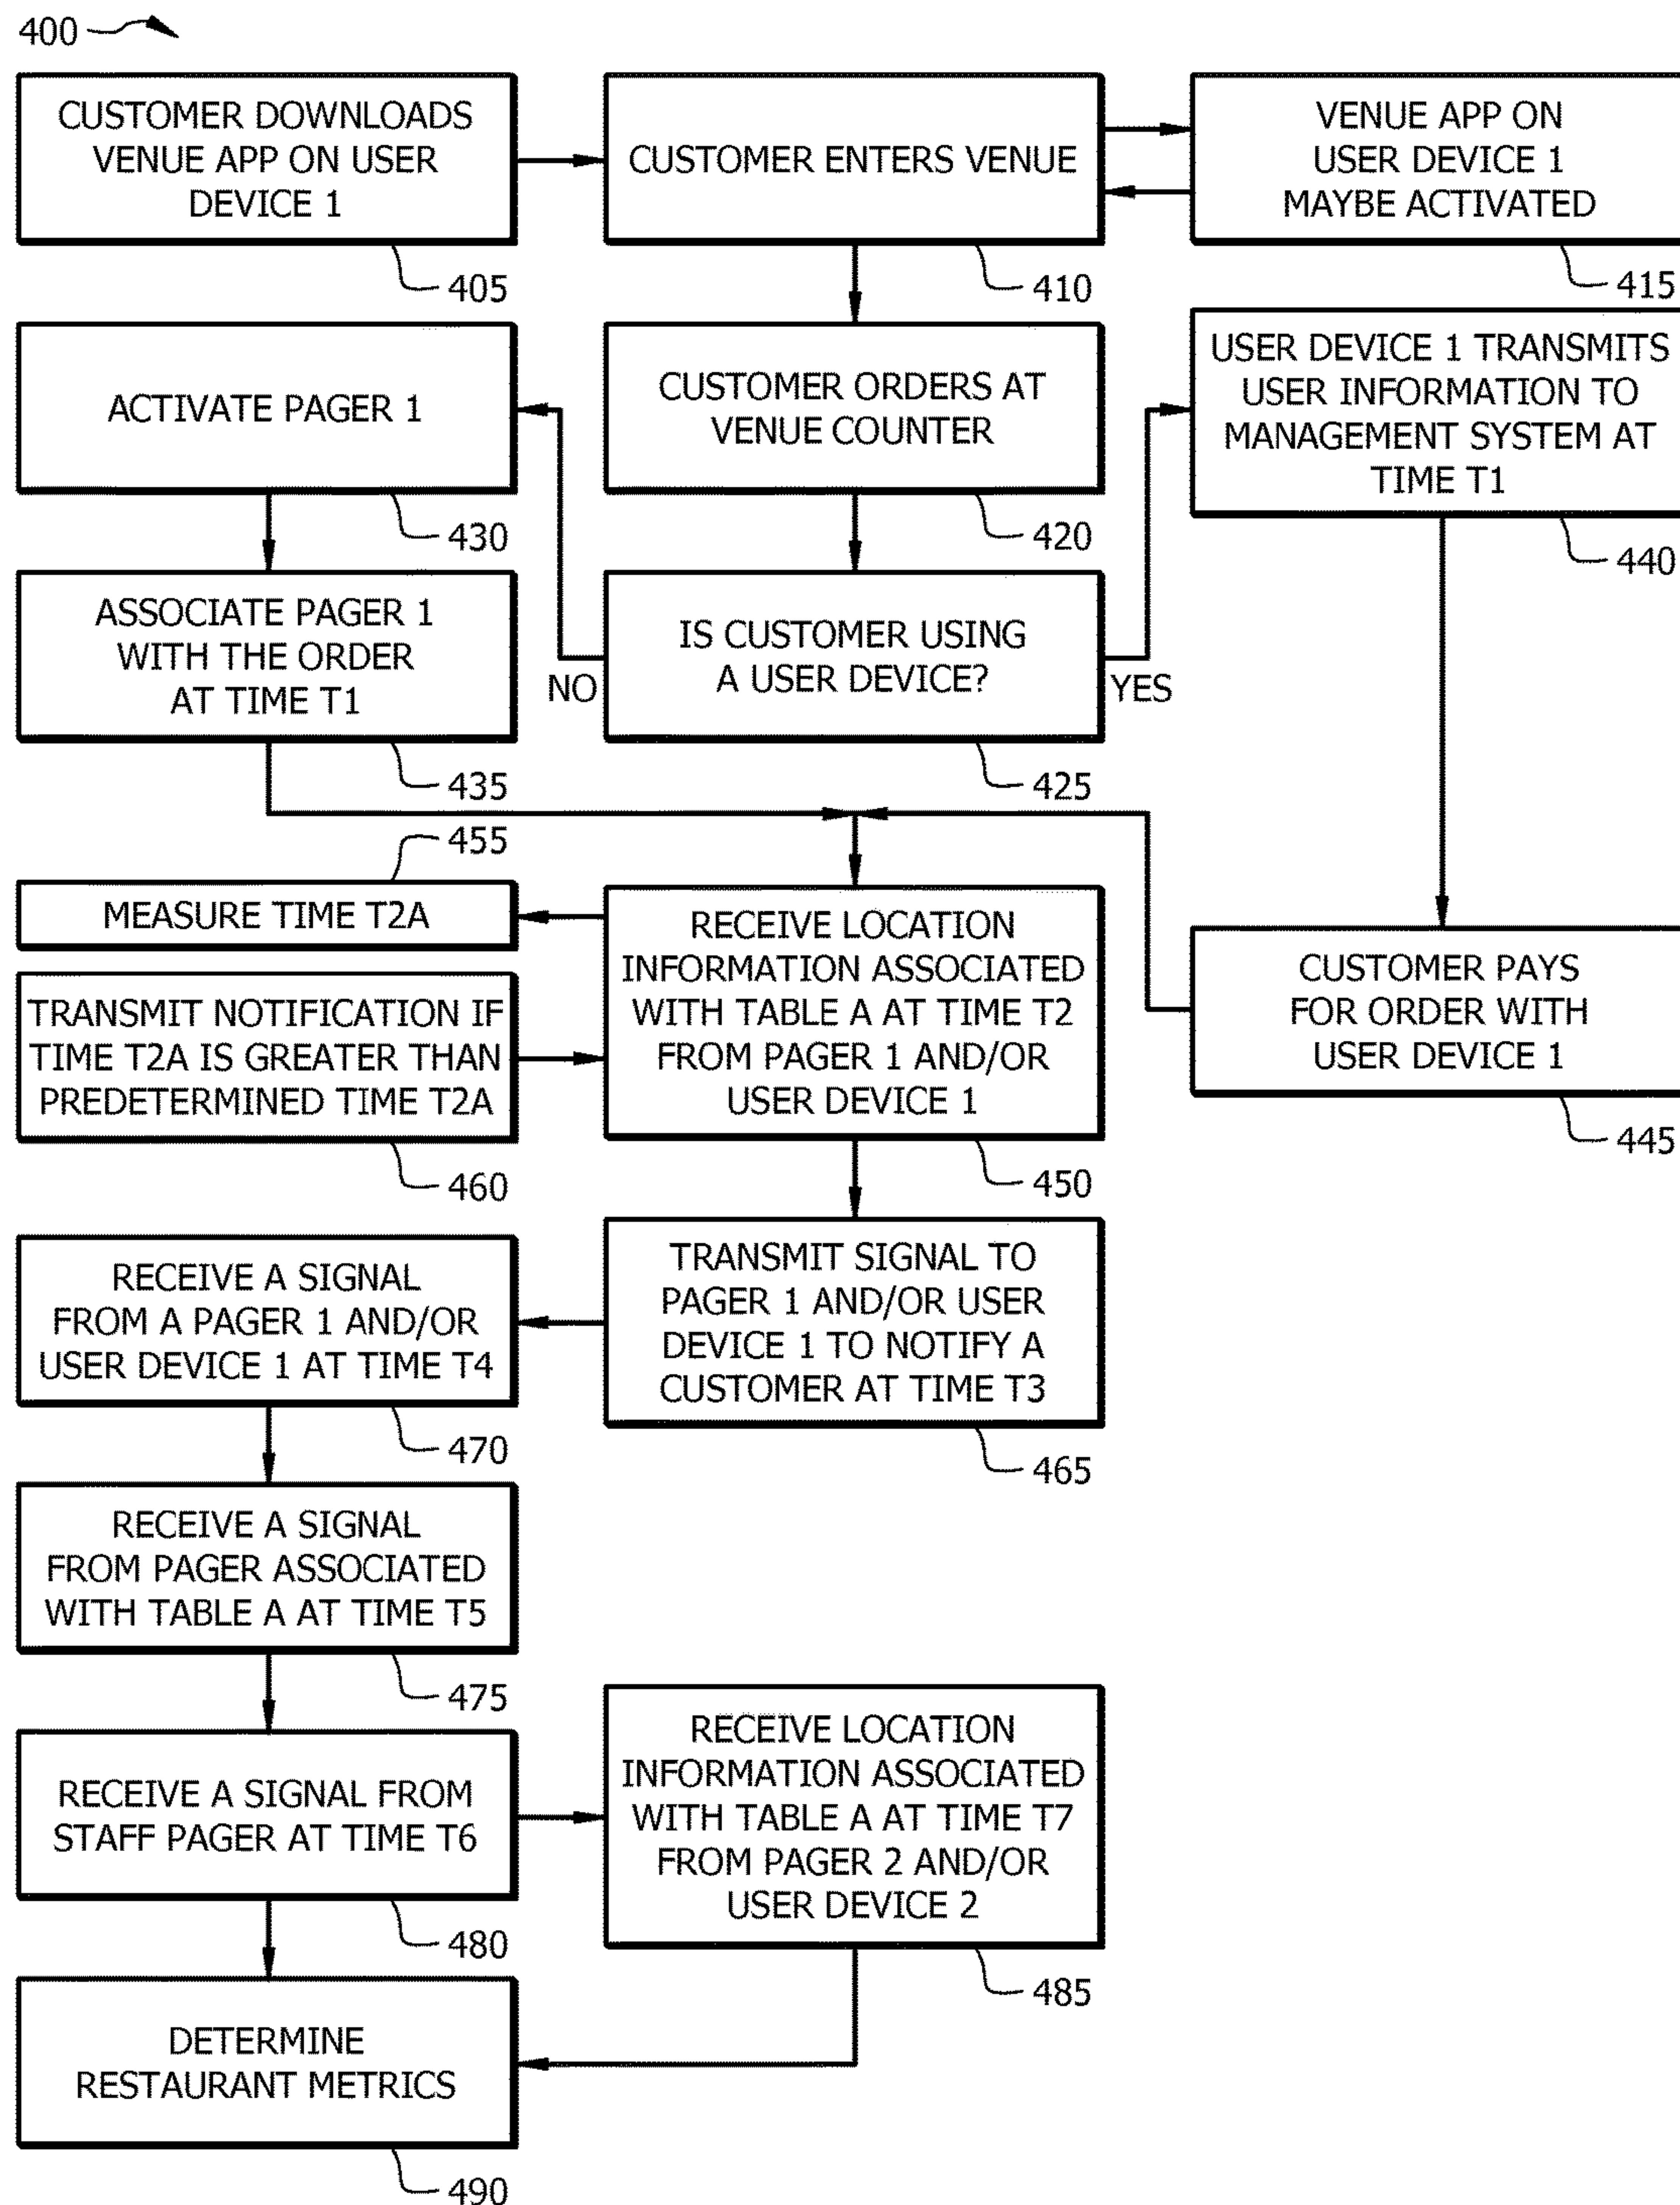 400
CUSTOMER DOWNLOADS
VENUE APP ON USER
DEVICE 1
405
CUSTOMER ENTERS VENUE
410
VENUE APP ON
USER DEVICE 1
MAYBE ACTIVATED
415
ACTIVATE PAGER 1
430
CUSTOMER ORDERS AT
VENUE COUNTER
420
USER DEVICE 1 TRANSMITS
USER INFORMATION TO
MANAGEMENT SYSTEM AT
TIME T1
440
ASSOCIATE PAGER 1
WITH THE ORDER
AT TIME T1
435
IS CUSTOMER USING
A USER DEVICE?
NO
YES
425
455
MEASURE TIME T2A
RECEIVE LOCATION
INFORMATION ASSOCIATED
WITH TABLE A AT TIME T2
FROM PAGER 1 AND/OR
USER DEVICE 1
450
CUSTOMER PAYS
FOR ORDER WITH
USER DEVICE 1
445
TRANSMIT NOTIFICATION IF
TIME T2A IS GREATER THAN
PREDETERMINED TIME T2A
460
TRANSMIT SIGNAL TO
PAGER 1 AND/OR USER
DEVICE 1 TO NOTIFY A
CUSTOMER AT TIME T3
465
RECEIVE A SIGNAL
FROM A PAGER 1 AND/OR
USER DEVICE 1 AT TIME T4
470
RECEIVE A SIGNAL
FROM PAGER ASSOCIATED
WITH TABLE A AT TIME T5
475
RECEIVE A SIGNAL FROM
STAFF PAGER AT TIME T6
480
RECEIVE LOCATION
INFORMATION ASSOCIATED
WITH TABLE A AT TIME T7
FROM PAGER 2 AND/OR
USER DEVICE 2
485
DETERMINE
RESTAURANT METRICS
490